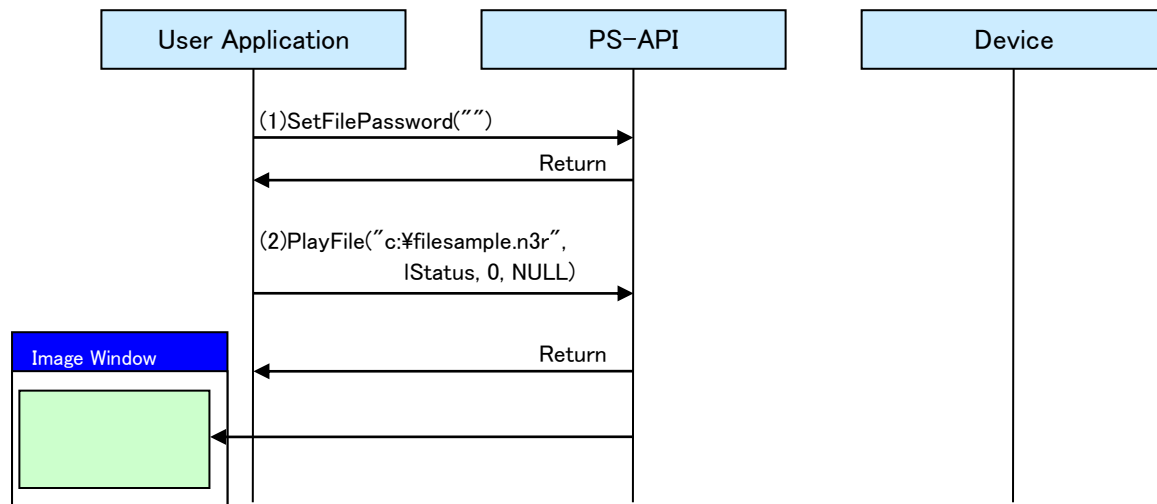 User Application
PS-API
Device
(1)SetFilePassword("")
Return
(2)PlayFile("c:¥filesample.n3r",
lStatus, 0, NULL)
Image Window
Return